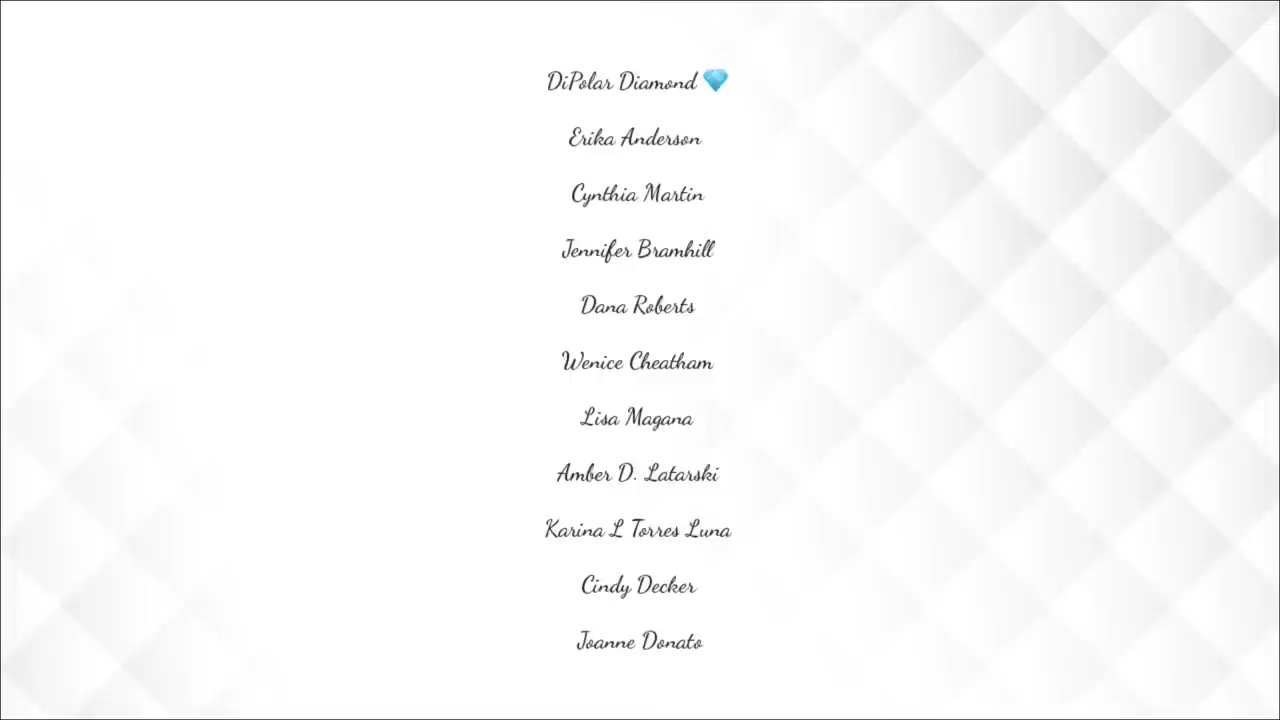 DiPolar Diamond 💎
Erika Anderson
Cynthia Martin
Jennifer Bramhill
Dana Roberts
Wenice Cheatham
Lisa Magana
Amber D. Latarski
Karina L Torres Luna
Cindy Decker
Joanne Donato